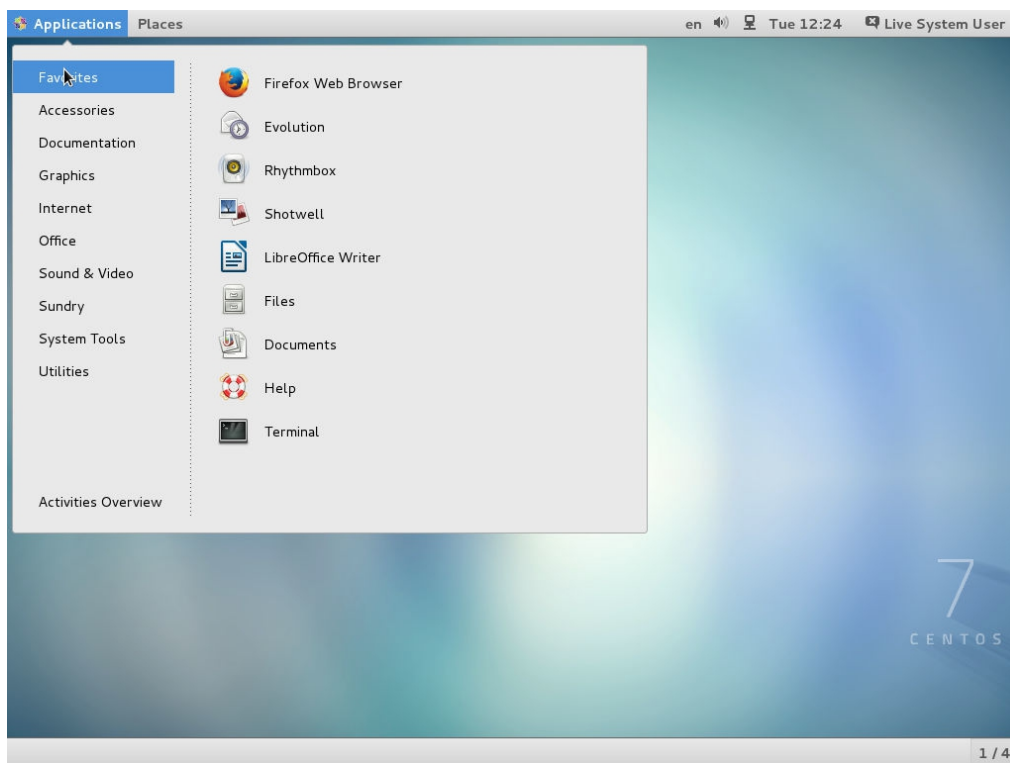 Applications Places en Tue 12:24 Live System User
Favorites
Accessories
Documentation
Graphics
Internet
Office
Sound & Video
Sundry
System Tools
Utilities
Activities Overview
Firefox Web Browser
Evolution
Rhythmbox
Shotwell
LibreOffice Writer
Files
Documents
Help
Terminal
7
CENTOS
1 / 4